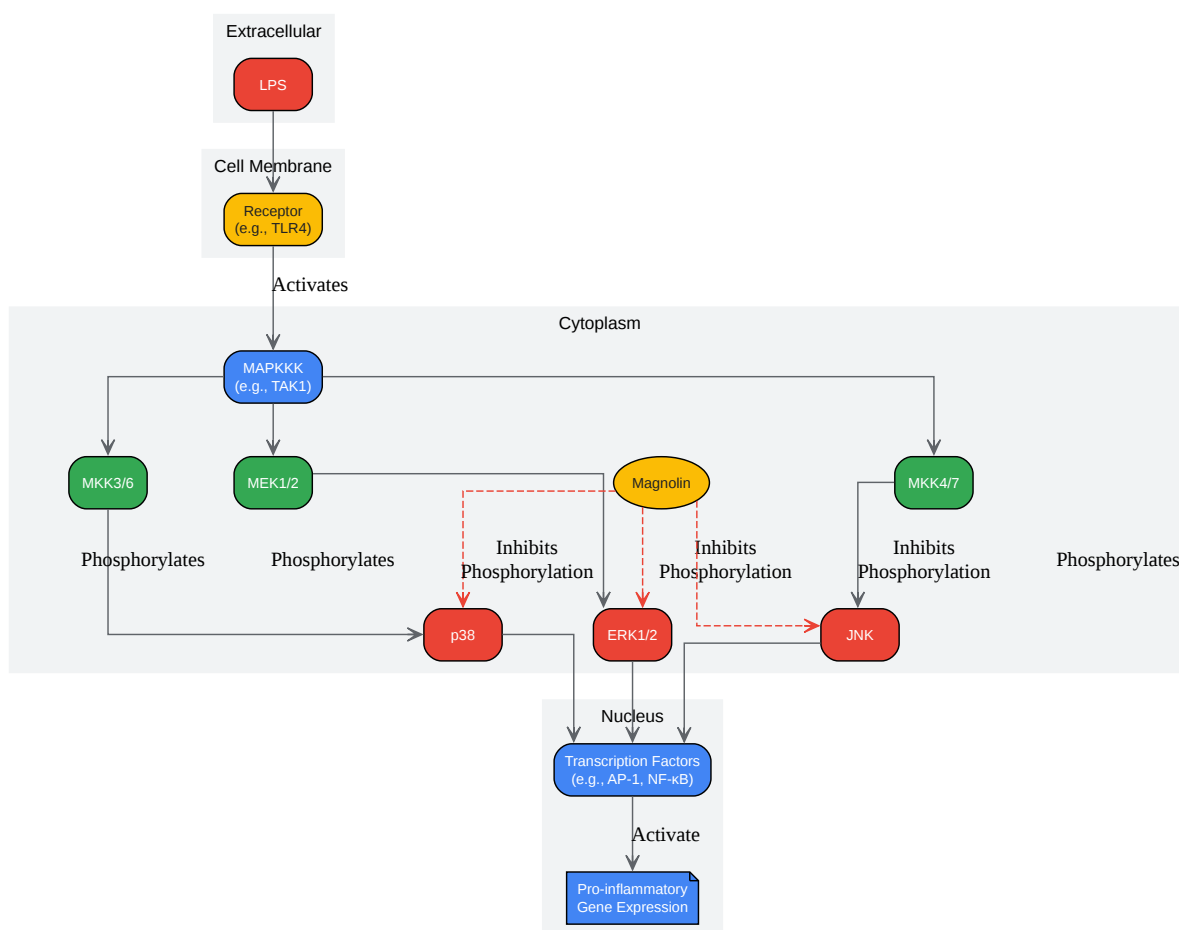 Extracellular
LPS
Cell Membrane
Receptor
(e.g., TLR4)
Activates
Cytoplasm
MAPKKK
(e.g., TAK1)
MKK3/6
MEK1/2
Magnolin
MKK4/7
Phosphorylates
Phosphorylates
Inhibits
Phosphorylation
Inhibits
Phosphorylation
Inhibits
Phosphorylation
Phosphorylates
p38
ERK1/2
JNK
Nucleus
Transcription Factors
(e.g., AP-1, NF-κB)
Activate
Pro-inflammatory
Gene Expression